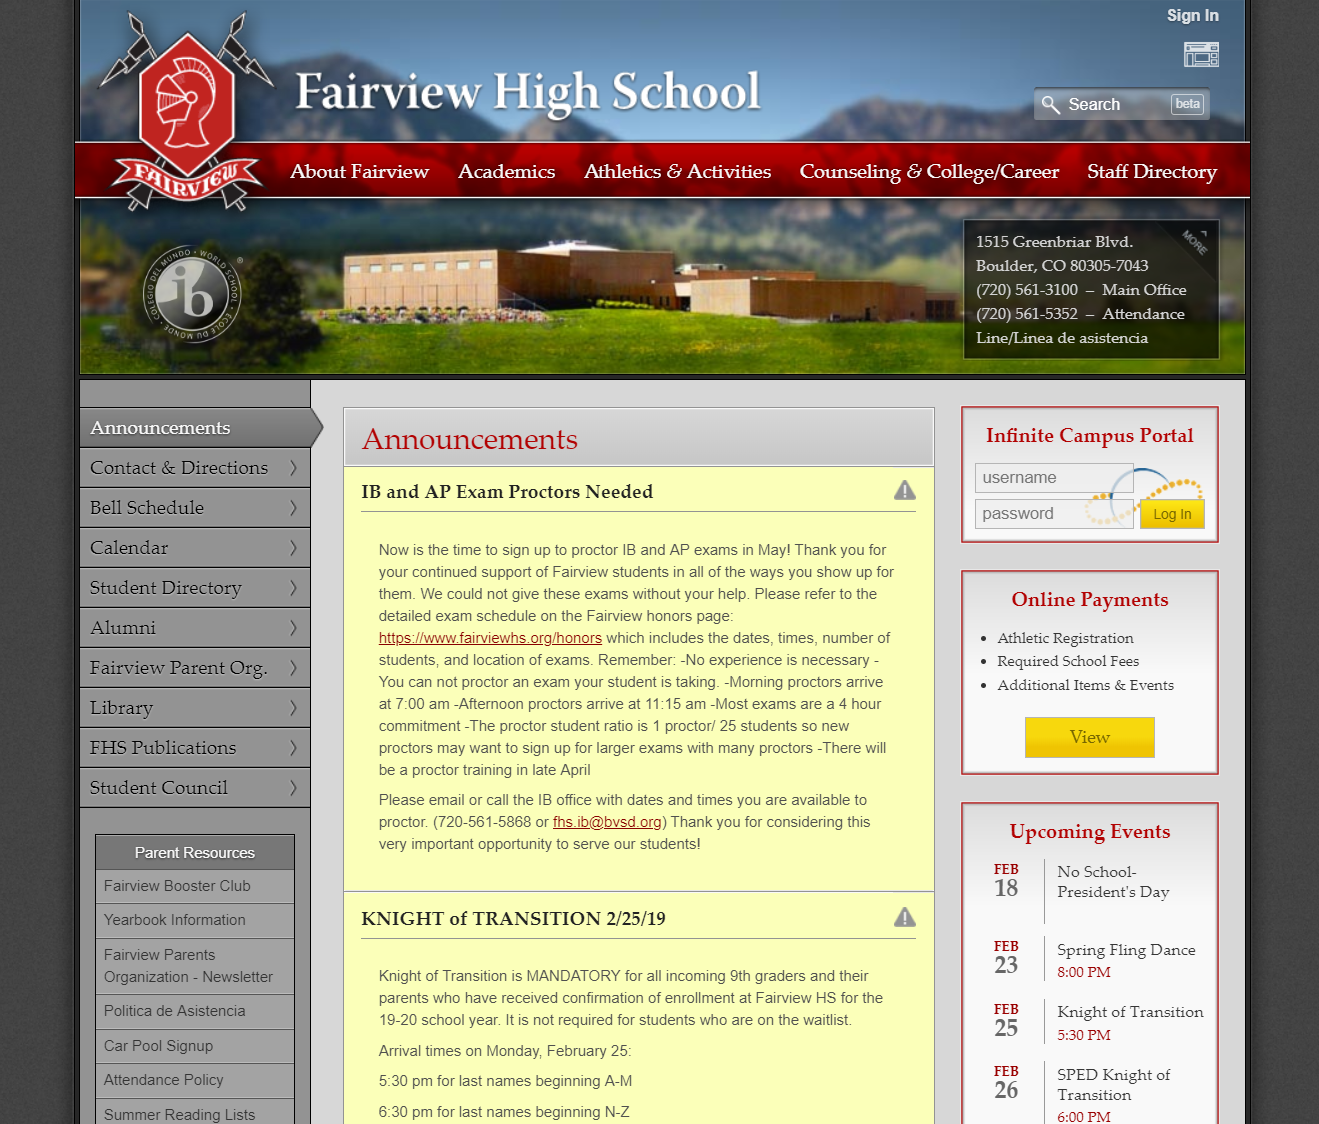 Sign In
Fairview High School
Search
beta
FAIRVIEW
About Fairview
Academics
Athletics & Activities
Counseling & College/Career
Staff Directory
ib
COLEGIO DEL MUNDO • WORLD SCHOOL • ECOLE DU MONDE •
®
1515 Greenbriar Blvd.
Boulder, CO 80305-7043
(720) 561-3100 – Main Office
(720) 561-5352 – Attendance
Line/Linea de asistencia
MORE
Announcements
Contact & Directions
Bell Schedule
Calendar
Student Directory
Alumni
Fairview Parent Org.
Library
FHS Publications
Student Council
Parent Resources
Fairview Booster Club
Yearbook Information
Fairview Parents
Organization - Newsletter
Politica de Asistencia
Car Pool Signup
Attendance Policy
Summer Reading Lists
Announcements
IB and AP Exam Proctors Needed
Now is the time to sign up to proctor IB and AP exams in May! Thank you for
your continued support of Fairview students in all of the ways you show up for
them. We could not give these exams without your help. Please refer to the
detailed exam schedule on the Fairview honors page:
https://www.fairviewhs.org/honors which includes the dates, times, number of
students, and location of exams. Remember: -No experience is necessary -
You can not proctor an exam your student is taking. -Morning proctors arrive
at 7:00 am -Afternoon proctors arrive at 11:15 am -Most exams are a 4 hour
commitment -The proctor student ratio is 1 proctor/ 25 students so new
proctors may want to sign up for larger exams with many proctors -There will
be a proctor training in late April
Please email or call the IB office with dates and times you are available to
proctor. (720-561-5868 or fhs.ib@bvsd.org) Thank you for considering this
very important opportunity to serve our students!
KNIGHT of TRANSITION 2/25/19
Knight of Transition is MANDATORY for all incoming 9th graders and their
parents who have received confirmation of enrollment at Fairview HS for the
19-20 school year. It is not required for students who are on the waitlist.
Arrival times on Monday, February 25:
5:30 pm for last names beginning A-M
6:30 pm for last names beginning N-Z
Infinite Campus Portal
username
password
Log In
Online Payments
• Athletic Registration
• Required School Fees
• Additional Items & Events
View
Upcoming Events
FEB
18
No School-
President's Day
FEB
23
Spring Fling Dance
8:00 PM
FEB
25
Knight of Transition
5:30 PM
FEB
26
SPED Knight of
Transition
6:00 PM